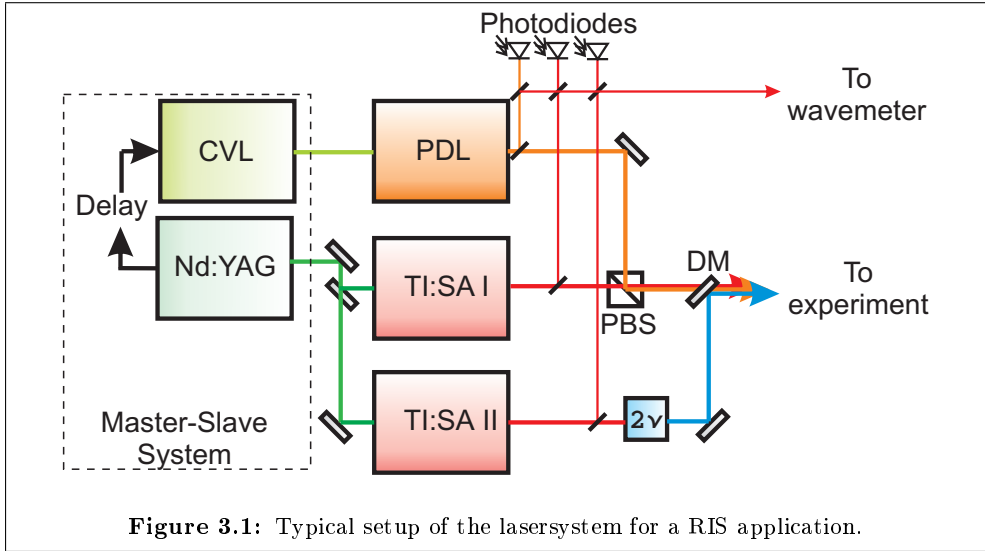 Photodiodes
To
wavemeter
CVL
PDL
Delay
Nd:YAG
TI:SA I
DM
To
experiment
PBS
TI:SA II
2ν
Master-Slave
System
Figure 3.1: Typical setup of the lasersystem for a RIS application.